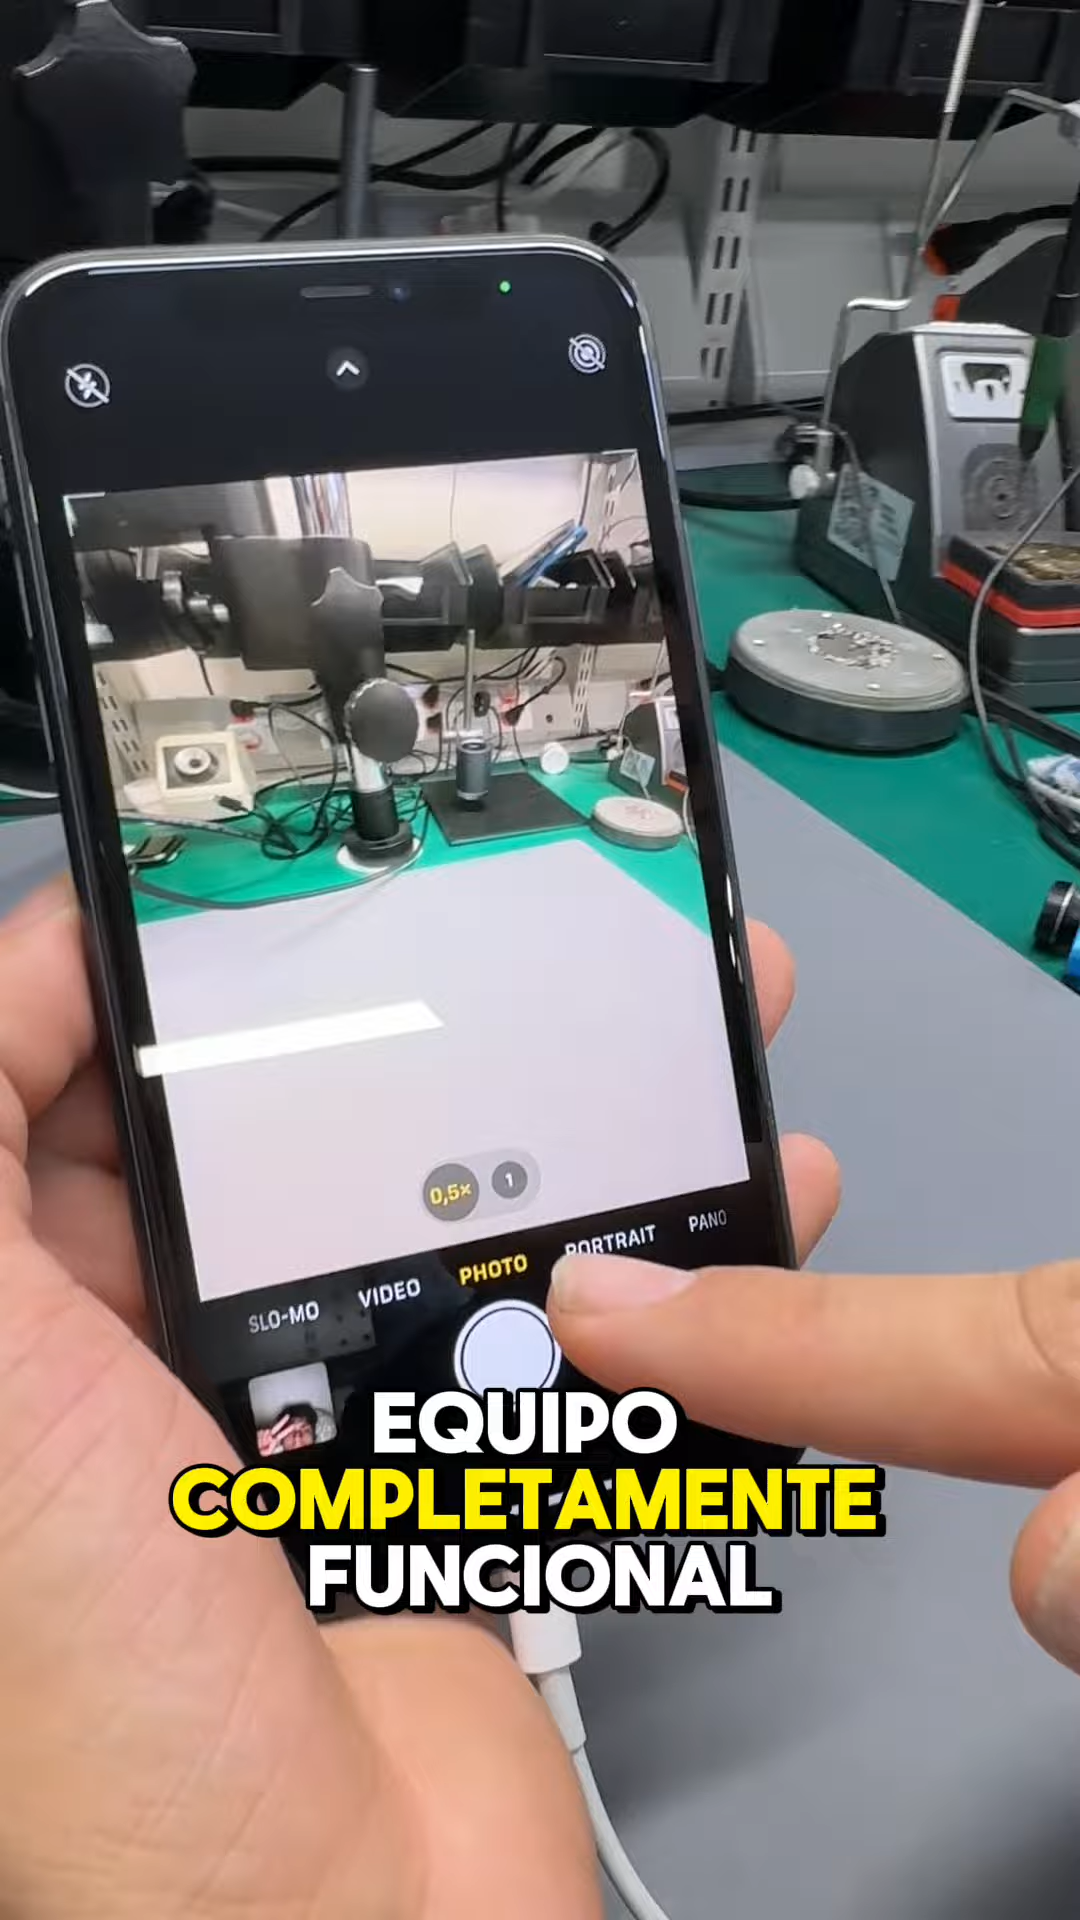 0,5×
1
SLO-MO
VIDEO
PHOTO
PORTRAIT
PANO
EQUIPO
COMPLETAMENTE
FUNCIONAL